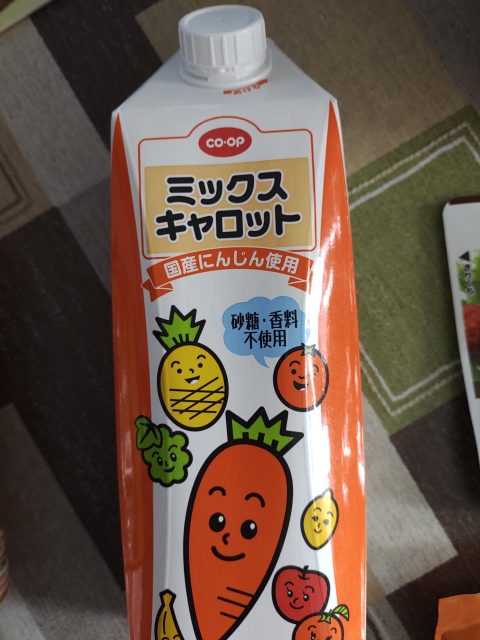 CO·OP
ミックス
キャロット
国産にんじん使用
砂糖・香料
不使用